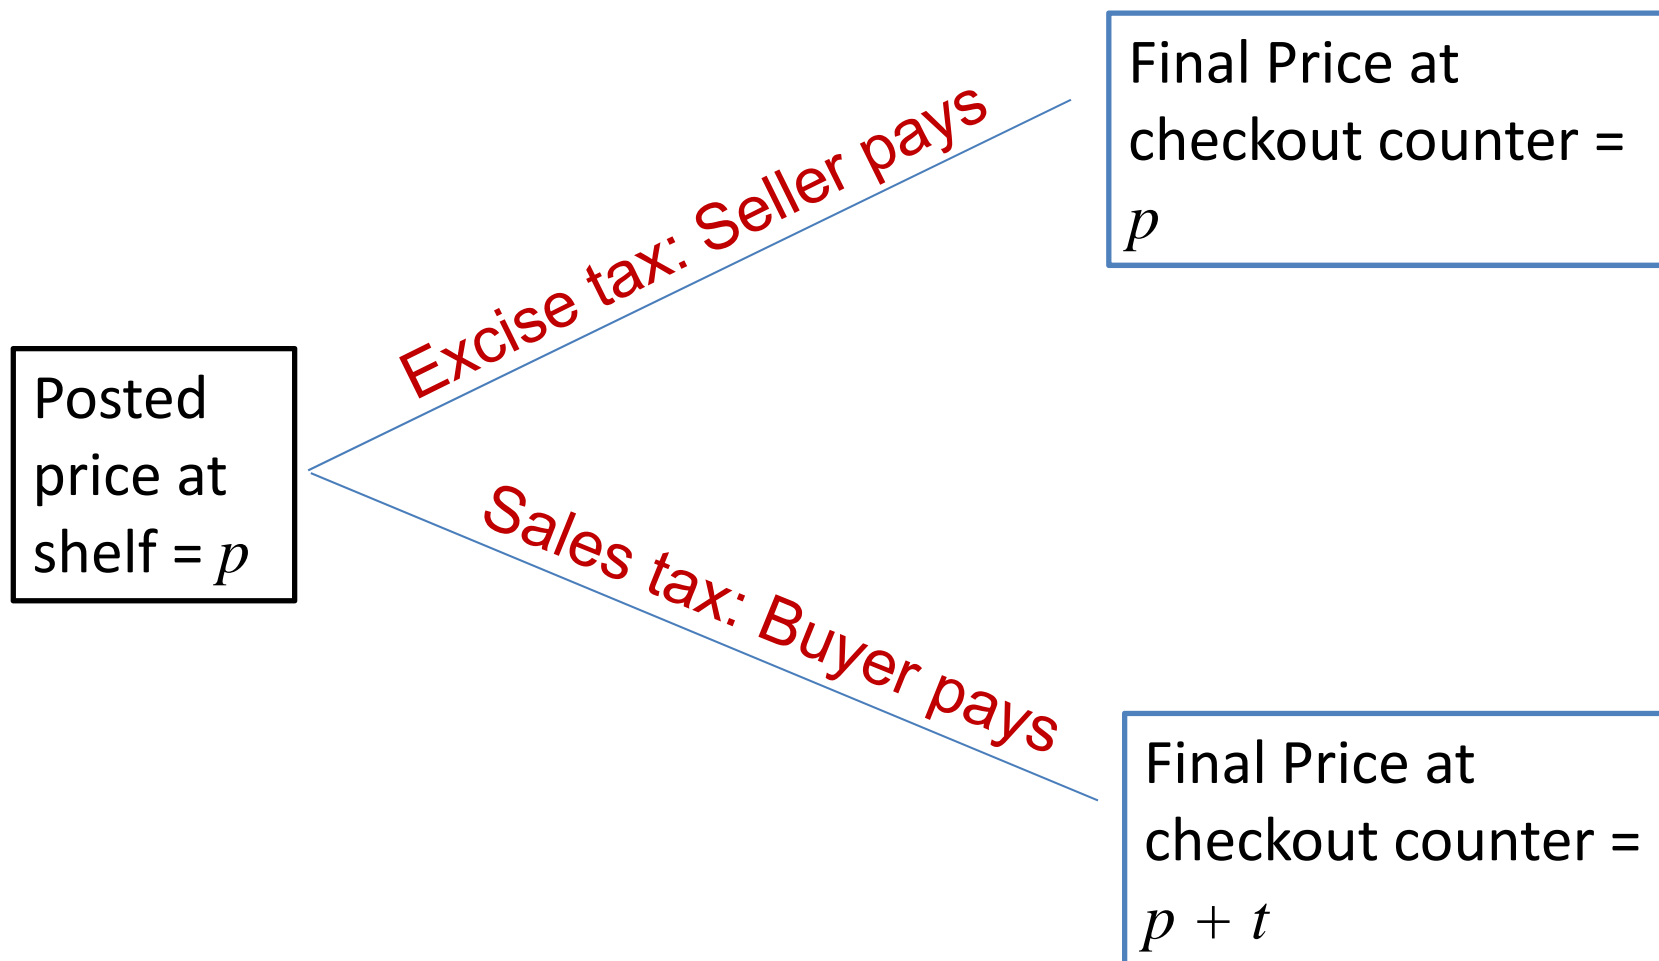 Final Price at
checkout counter =
p
Excise tax: Seller pays
Posted
price at
shelf = p
Sales tax: Buyer pays
Final Price at
checkout counter =
p + t